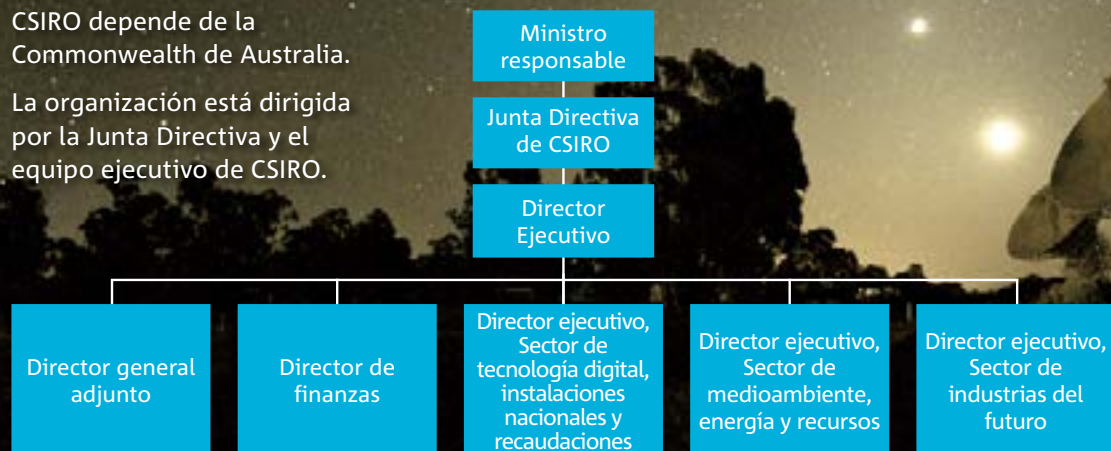 CSIRO depende de la
Commonwealth de Australia.
La organización está dirigida
por la Junta Directiva y el
equipo ejecutivo de CSIRO.
Ministro
responsable
Junta Directiva
de CSIRO
Director
Ejecutivo
Director general
adjunto
Director de
finanzas
Director ejecutivo,
Sector de
tecnología digital,
instalaciones
nacionales y
recaudaciones
Director ejecutivo,
Sector de
medioambiente,
energía y recursos
Director ejecutivo,
Sector de
industrias del
futuro